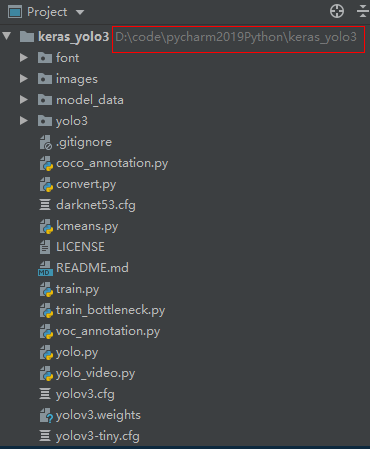 Project
keras_yolo3 D:\code\pycharm2019Python\keras_yolo3
font
images
model_data
yolo3
.gitignore
coco_annotation.py
convert.py
darknet53.cfg
kmeans.py
LICENSE
MD README.md
train.py
train_bottleneck.py
voc_annotation.py
yolo.py
yolo_video.py
yolov3.cfg
yolov3.weights
yolov3-tiny.cfg